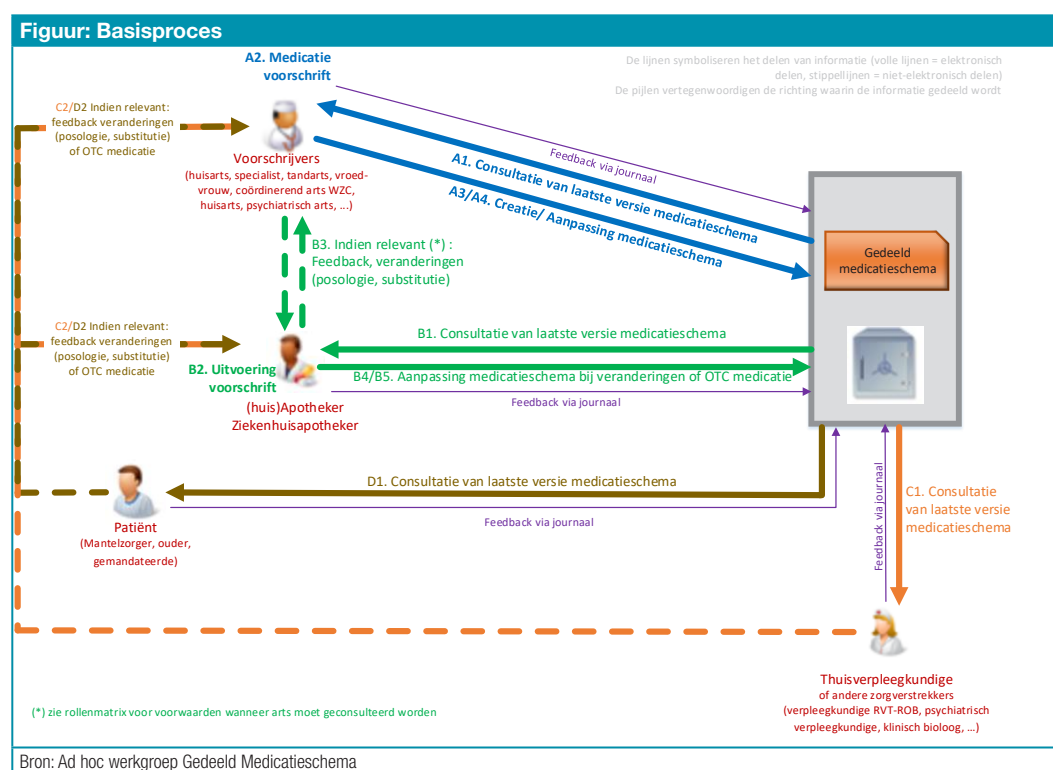 Figuur: Basisproces
A2. Medicatie
voorschrift
De lijnen symboliseren het delen van informatie (volle lijnen = elektronisch
delen, stippellijnen = niet-elektronisch delen)
De pijlen vertegenwoordigen de richting waarin de informatie gedeeld wordt
C2/D2 Indien relevant:
feedback veranderingen
(posologie, substitutie)
of OTC medicatie
Voorschrijvers
(huisarts, specialist, tandarts, vroed-
vrouw, coördinerend arts WZC,
huisarts, psychiatrisch arts, ...)
Feedback via journaal
A1. Consultatie van laatste versie medicatieschema
A3/A4. Creatie/ Aanpassing medicatieschema
Gedeeld
medicatieschema
B3. Indien relevant (*) :
Feedback, veranderingen
(posologie, substitutie)
C2/D2 Indien relevant:
feedback veranderingen
(posologie, substitutie)
of OTC medicatie
B1. Consultatie van laatste versie medicatieschema
B2. Uitvoering
voorschrift
B4/B5. Aanpassing medicatieschema bij veranderingen of OTC medicatie
Feedback via journaal
(huis)Apotheker
Ziekenhuisapotheker
D1. Consultatie van laatste versie medicatieschema
Feedback via journaal
Patiënt
(Mantelzorger, ouder,
gemandateerde)
C1. Consultatie
van laatste versie
medicatieschema
Feedback via journaal
Thuisverpleegkundige
of andere zorgverstrekkers
(verpleegkundige RVT-ROB, psychiatrisch
verpleegkundige, klinisch bioloog, ...)
(*) zie rollenmatrix voor voorwaarden wanneer arts moet geconsulteerd worden
Bron: Ad hoc werkgroep Gedeeld Medicatieschema